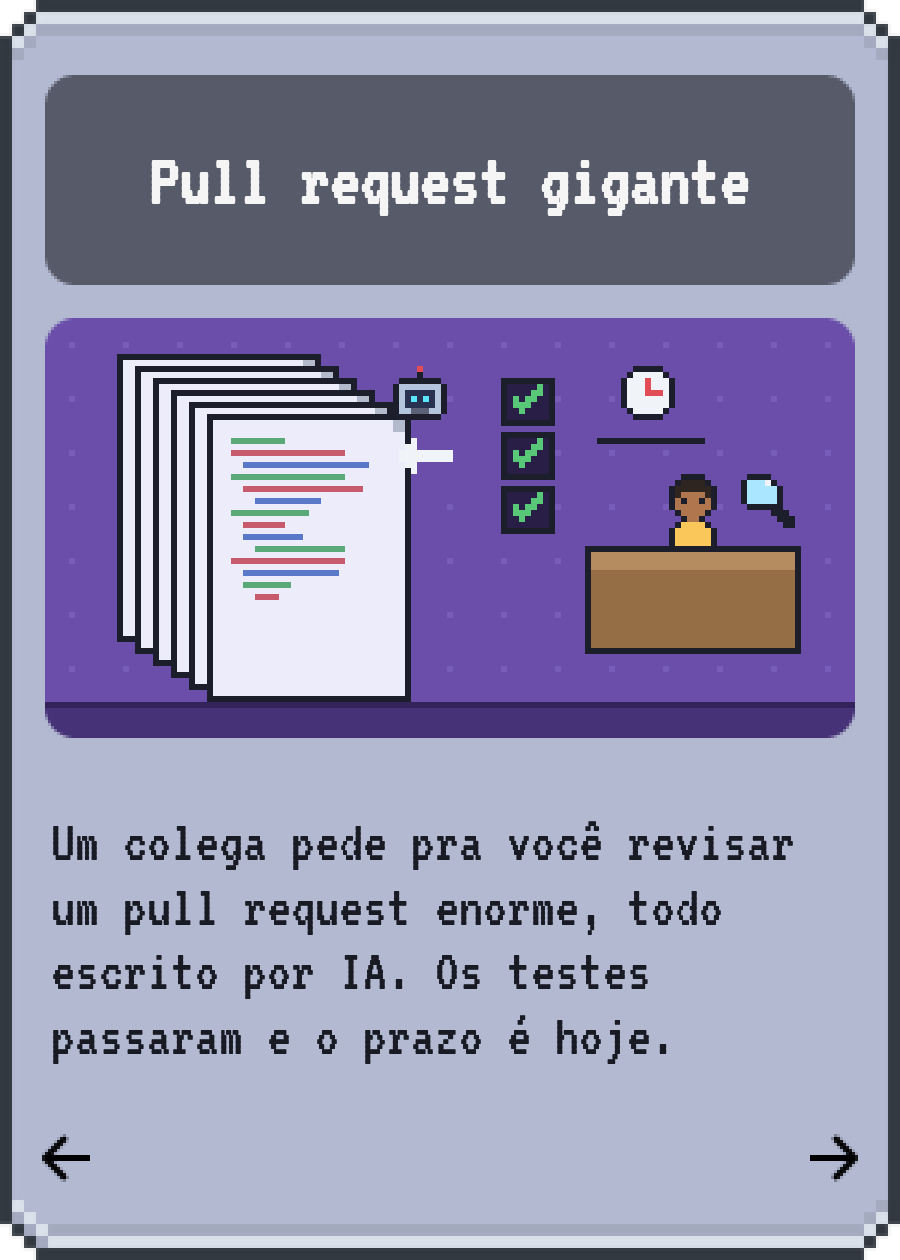 Pull request gigante
Um colega pede pra você revisar
um pull request enorme, todo
escrito por IA. Os testes
passaram e o prazo é hoje.